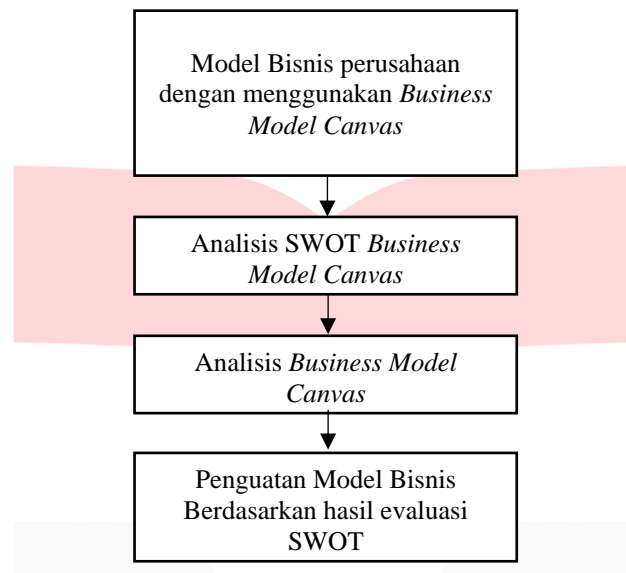 Model Bisnis perusahaan
dengan menggunakan Business
Model Canvas
Analisis SWOT Business
Model Canvas
Analisis Business Model
Canvas
Penguatan Model Bisnis
Berdasarkan hasil evaluasi
SWOT